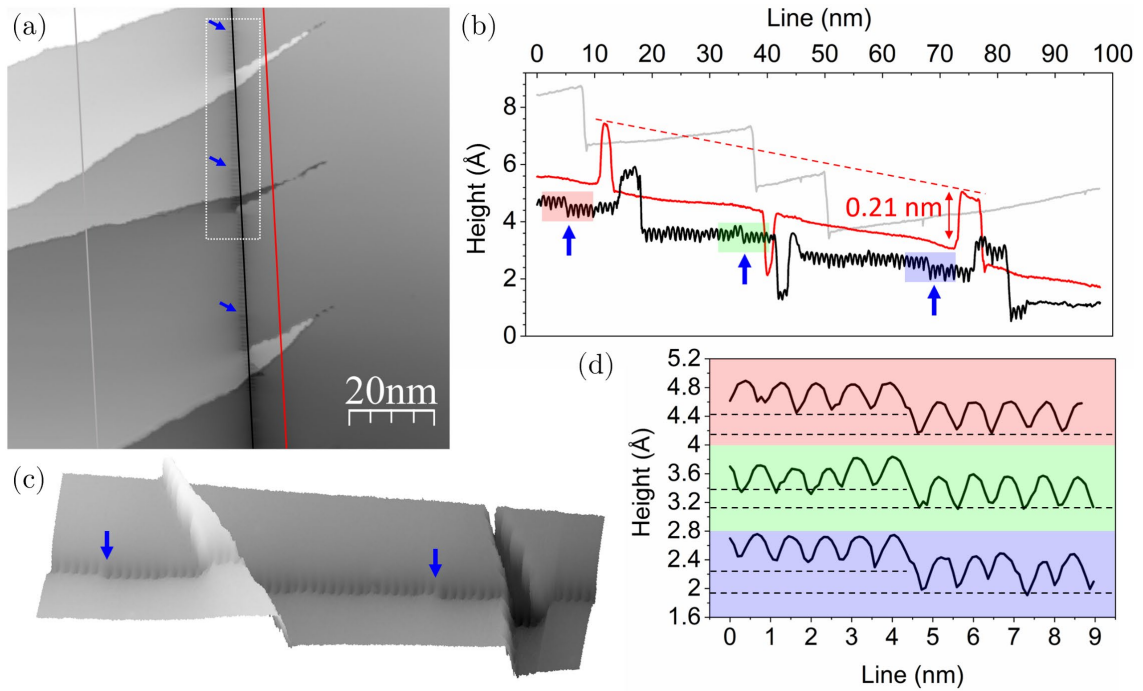 (a)
20nm
(b)
Line (nm)
0 10 20 30 40 50 60 70 80 90 100
Height (Å)
8
6
4
2
0
0.21 nm
(c)
(d)
Height (Å)
5.2
4.8
4.4
4
3.6
3.2
2.8
2.4
2
1.6
0 1 2 3 4 5 6 7 8 9
Line (nm)